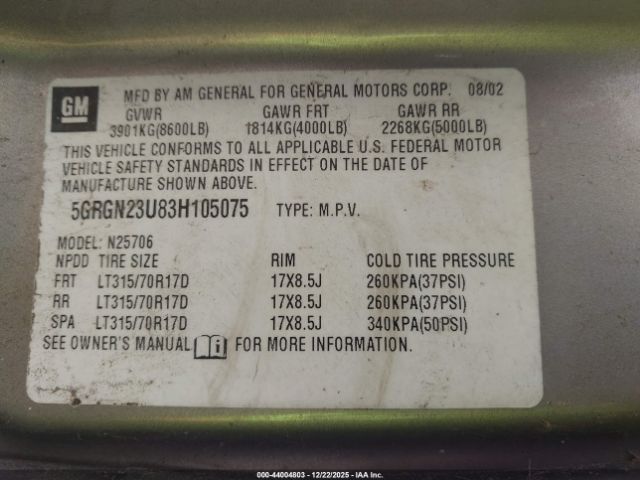 GM
MFD BY AM GENERAL FOR GENERAL MOTORS CORP. 08/02
GVWR GAWR FRT GAWR RR
3901KG(8600LB) 1814KG(4000LB) 2268KG(5000LB)
THIS VEHICLE CONFORMS TO ALL APPLICABLE U.S. FEDERAL MOTOR
VEHICLE SAFETY STANDARDS IN EFFECT ON THE DATE OF
MANUFACTURE SHOWN ABOVE.
5GRGN23U83H105075 TYPE: M.P.V.
MODEL: N25706
NPDD TIRE SIZE RIM COLD TIRE PRESSURE
FRT LT315/70R17D 17X8.5J 260KPA(37PSI)
RR LT315/70R17D 17X8.5J 260KPA(37PSI)
SPA LT315/70R17D 17X8.5J 340KPA(50PSI)
SEE OWNER'S MANUAL FOR MORE INFORMATION.
000-44004803 - 12/22/2025 - IAA Inc.